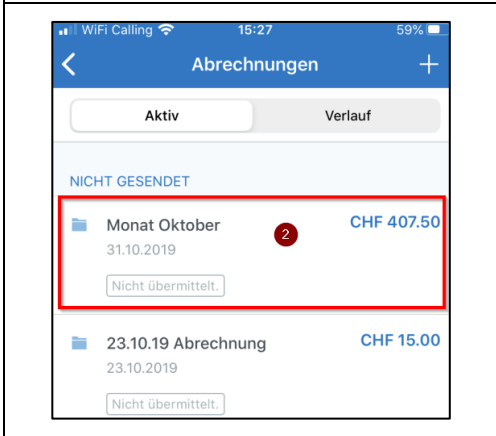 WiFi Calling 15:27 59%
Abrechnungen
Aktiv Verlauf
NICHT GESENDET
Monat Oktober CHF 407.50
2
31.10.2019
Nicht übermittelt.
23.10.19 Abrechnung CHF 15.00
23.10.2019
Nicht übermittelt.